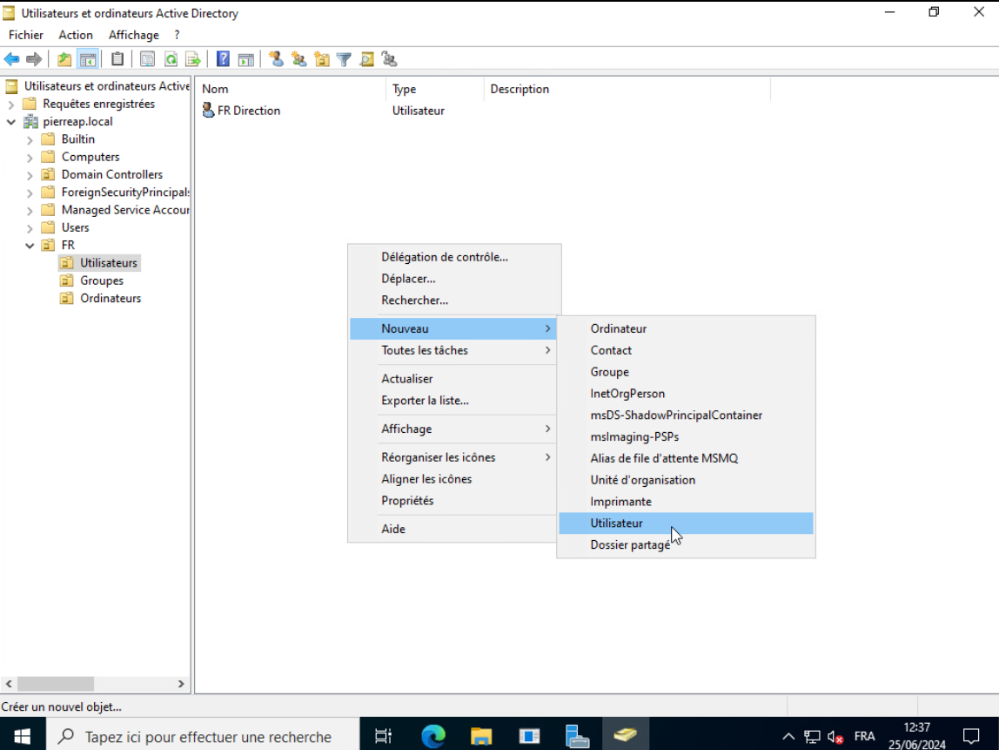 Utilisateurs et ordinateurs Active Directory
Fichier Action Affichage ?
Utilisateurs et ordinateurs Active
Requêtes enregistrées
pierreap.local
Builtin
Computers
Domain Controllers
ForeignSecurityPrincipals
Managed Service Accour
Users
FR
Utilisateurs
Groupes
Ordinateurs
Nom Type Description
FR Direction Utilisateur
Délégation de contrôle...
Déplacer...
Rechercher...
Nouveau
Toutes les tâches
Actualiser
Exporter la liste...
Affichage
Réorganiser les icônes
Aligner les icônes
Propriétés
Aide
Ordinateur
Contact
Groupe
InetOrgPerson
msDS-ShadowPrincipalContainer
msImaging-PSPs
Alias de file d'attente MSMQ
Unité d'organisation
Imprimante
Utilisateur
Dossier partagé
Créer un nouvel objet...
Tapez ici pour effectuer une recherche
FRA
12:37
25/06/2024